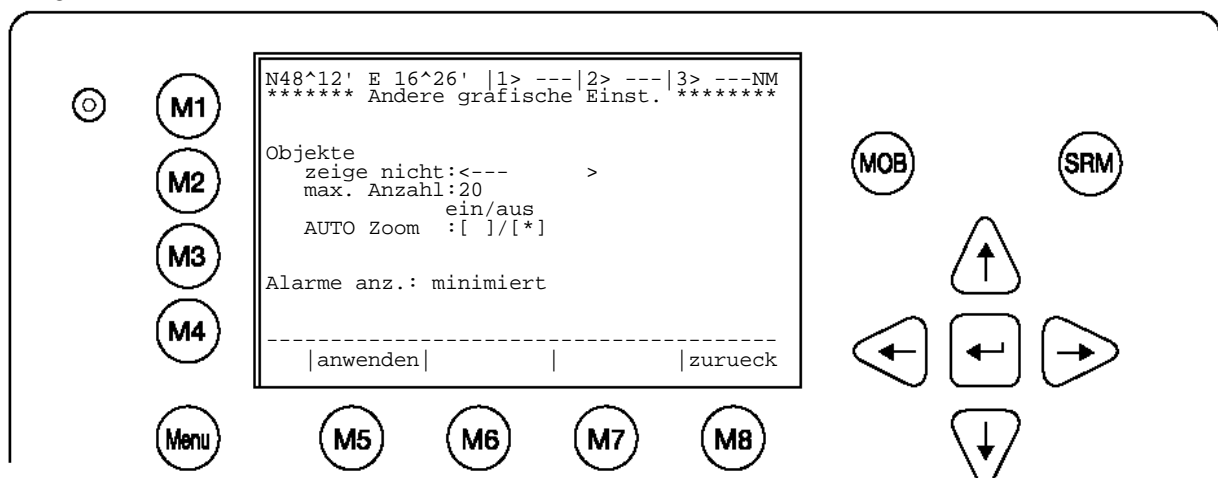 N48^12' E 16^26' |1> ---|2> ---|3> ---NM
******* Andere grafische Einst. ********
Objekte
zeige nicht:<--- >
max. Anzahl:20
ein/aus
AUTO Zoom :[ ]/[*]
Alarme anz.: minimiert
----------------------------------------
|anwenden| | |zurueck
M1
M2
M3
M4
Menu
M5
M6
M7
M8
MOB
SRM